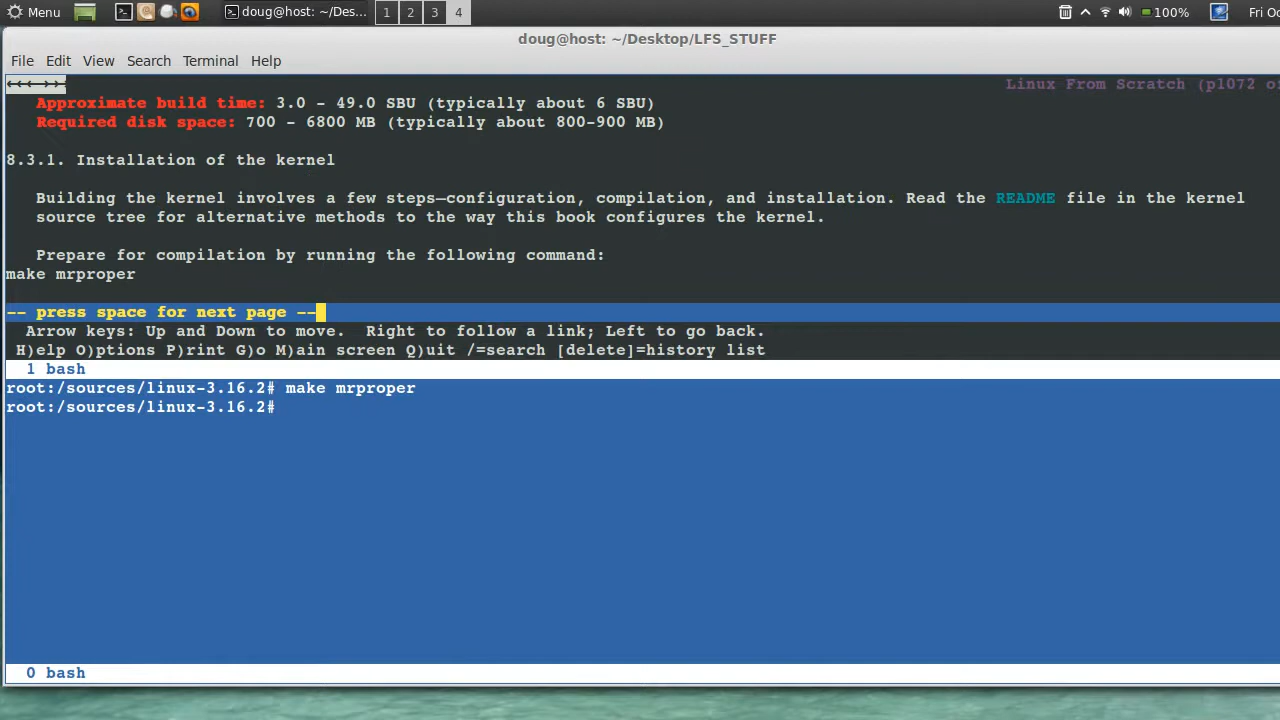 Menu doug@host: ~/Des... 1 2 3 4 100% Fri Oc
doug@host: ~/Desktop/LFS_STUFF
File Edit View Search Terminal Help
Linux From Scratch (p1072 o
Approximate build time: 3.0 - 49.0 SBU (typically about 6 SBU)
Required disk space: 700 - 6800 MB (typically about 800-900 MB)
8.3.1. Installation of the kernel
Building the kernel involves a few steps—configuration, compilation, and installation. Read the README file in the kernel
source tree for alternative methods to the way this book configures the kernel.
Prepare for compilation by running the following command:
make mrproper
-- press space for next page --
Arrow keys: Up and Down to move.  Right to follow a link; Left to go back.
H)elp O)ptions P)rint G)o M)ain screen Q)uit /=search [delete]=history list
1 bash
root:/sources/linux-3.16.2# make mrproper
root:/sources/linux-3.16.2#
0 bash